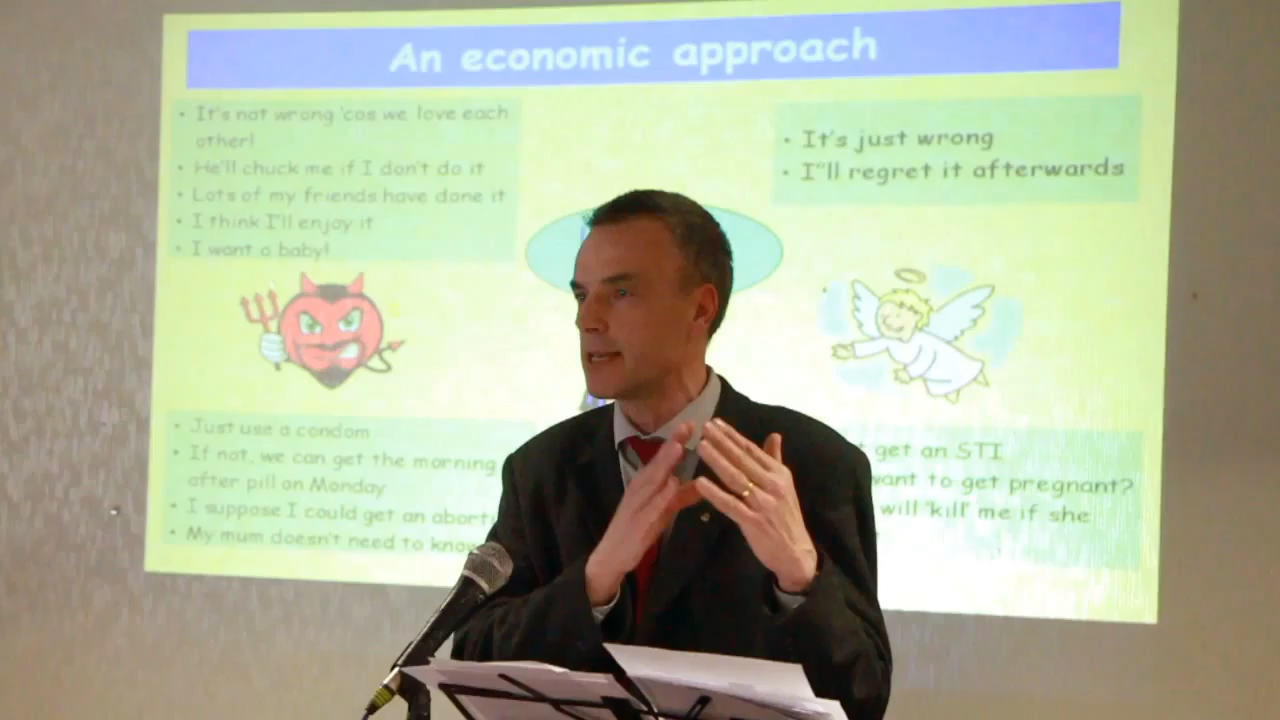 An economic approach
• It's not wrong 'cos we love each
other!
• He'll chuck me if I don't do it
• Lots of my friends have done it
• I think I'll enjoy it
• I want a baby!
• It's just wrong
• I''ll regret it afterwards
• Just use a condom
• If not, we can get the morning
after pill on Monday
• I suppose I could get an aborti
• My mum doesn't need to know
get an STI
want to get pregnant?
will 'kill' me if she